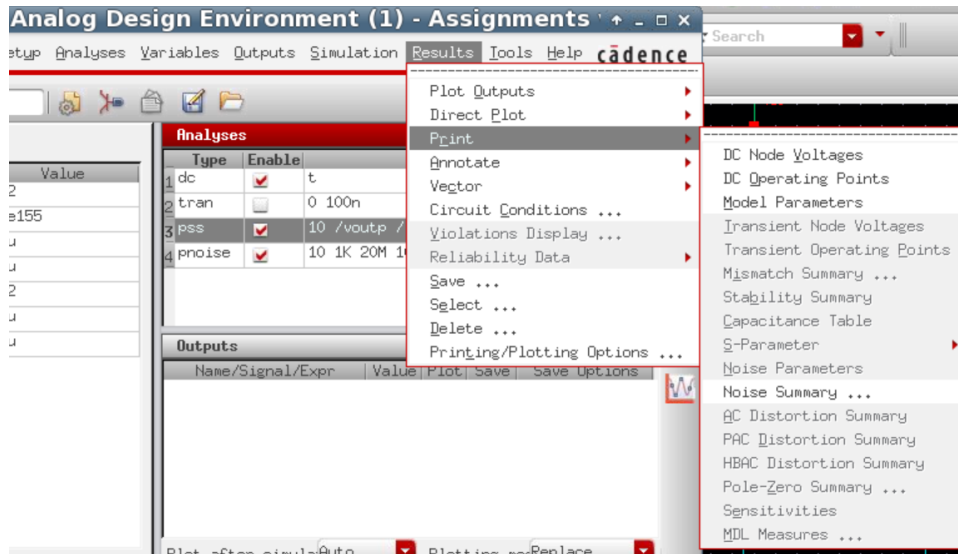 Analog Design Environment (1) - Assignments
Analyses Variables Outputs Simulation Results Tools Help cādence
Search
Plot Outputs
Direct Plot
Print
Annotate
Vector
Circuit Conditions ...
Violations Display ...
Reliability Data
Save ...
Select ...
Delete ...
Printing/Plotting Options ...
DC Node Voltages
DC Operating Points
Model Parameters
Transient Node Voltages
Transient Operating Points
Mismatch Summary ...
Stability Summary
Capacitance Table
S-Parameter
Noise Parameters
Noise Summary ...
AC Distortion Summary
PAC Distortion Summary
HBAC Distortion Summary
Pole-Zero Summary ...
Sensitivities
MDL Measures ...
Value
Analyses
Type Enable
1 dc t
2 tran 0 100n
3 pss 10 /voutp /
4 pnoise 10 1K 20M
Outputs
Name/Signal/Expr Value Plot Save Save Options
Auto Replace